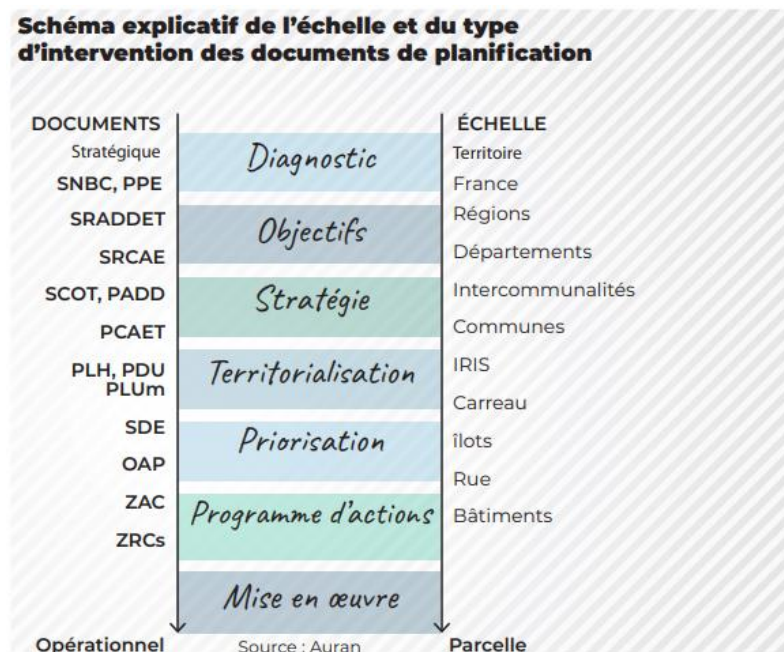 Schéma explicatif de l'échelle et du type
d'intervention des documents de planification
DOCUMENTS
Stratégique
SNBC, PPE
SRADDET
SRCAE
SCOT, PADD
PCAET
PLH, PDU
PLUm
SDE
OAP
ZAC
ZRCs
Opérationnel
Diagnostic
Objectifs
Stratégie
Territorialisation
Priorisation
Programme d'actions
Mise en œuvre
Source : Auran
ÉCHELLE
Territoire
France
Régions
Départements
Intercommunalités
Communes
IRIS
Carreau
îlots
Rue
Bâtiments
Parcelle